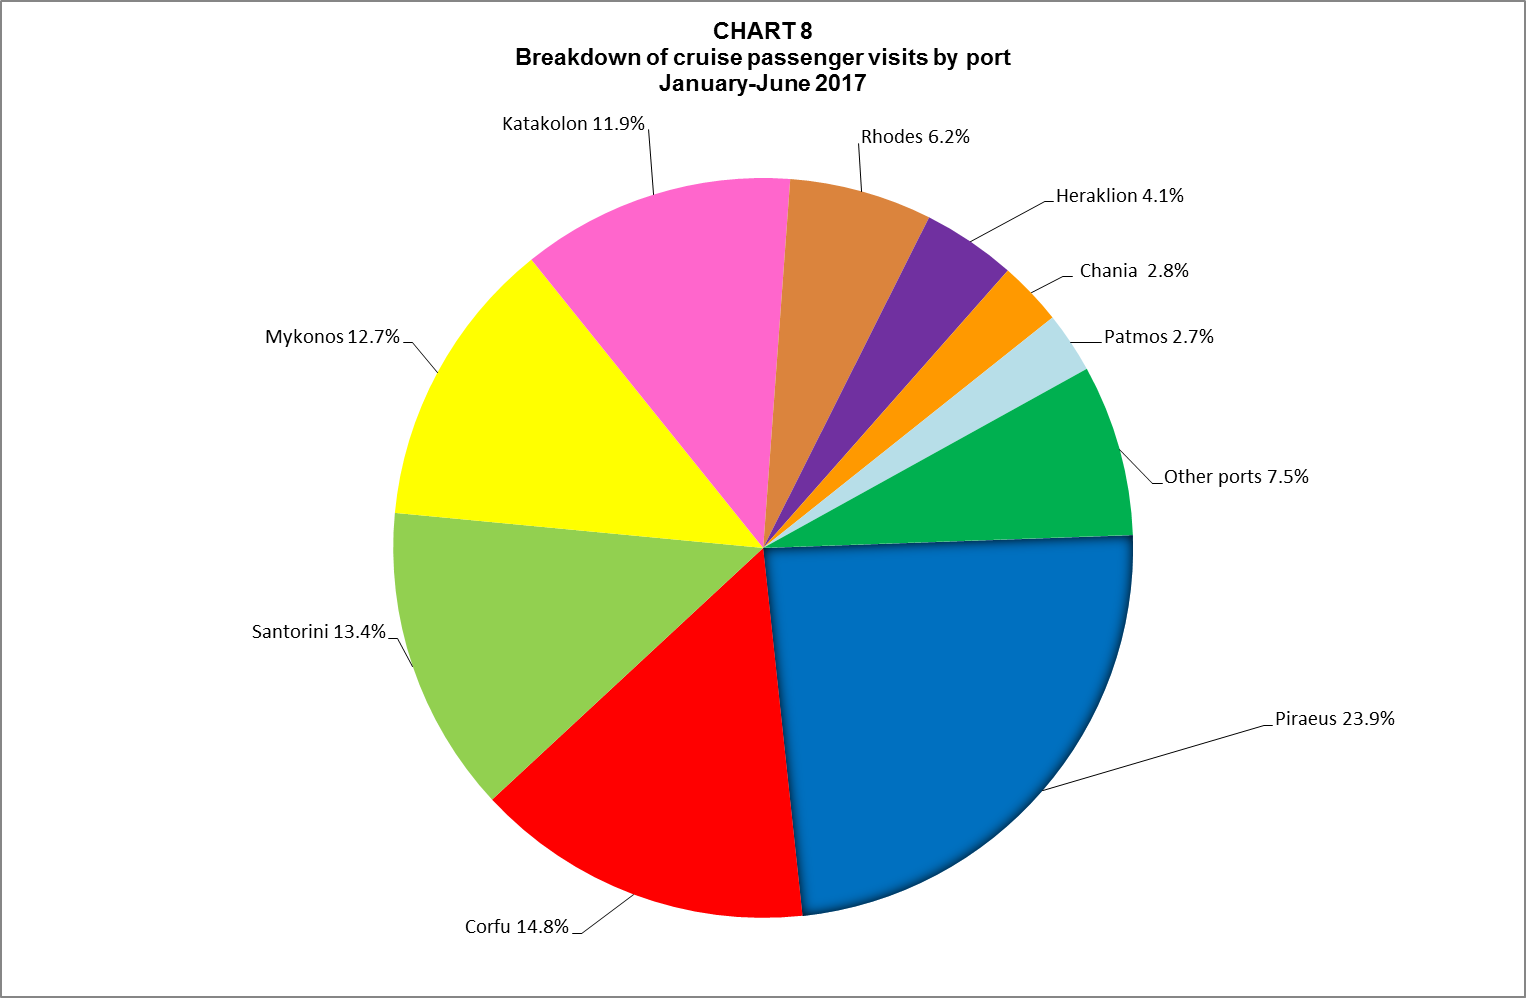 CHART 8
Breakdown of cruise passenger visits by port
January-June 2017
Katakolon 11.9%
Rhodes 6.2%
Heraklion 4.1%
Chania  2.8%
Mykonos 12.7%
Patmos 2.7%
Other ports 7.5%
Santorini 13.4%
Piraeus 23.9%
Corfu 14.8%